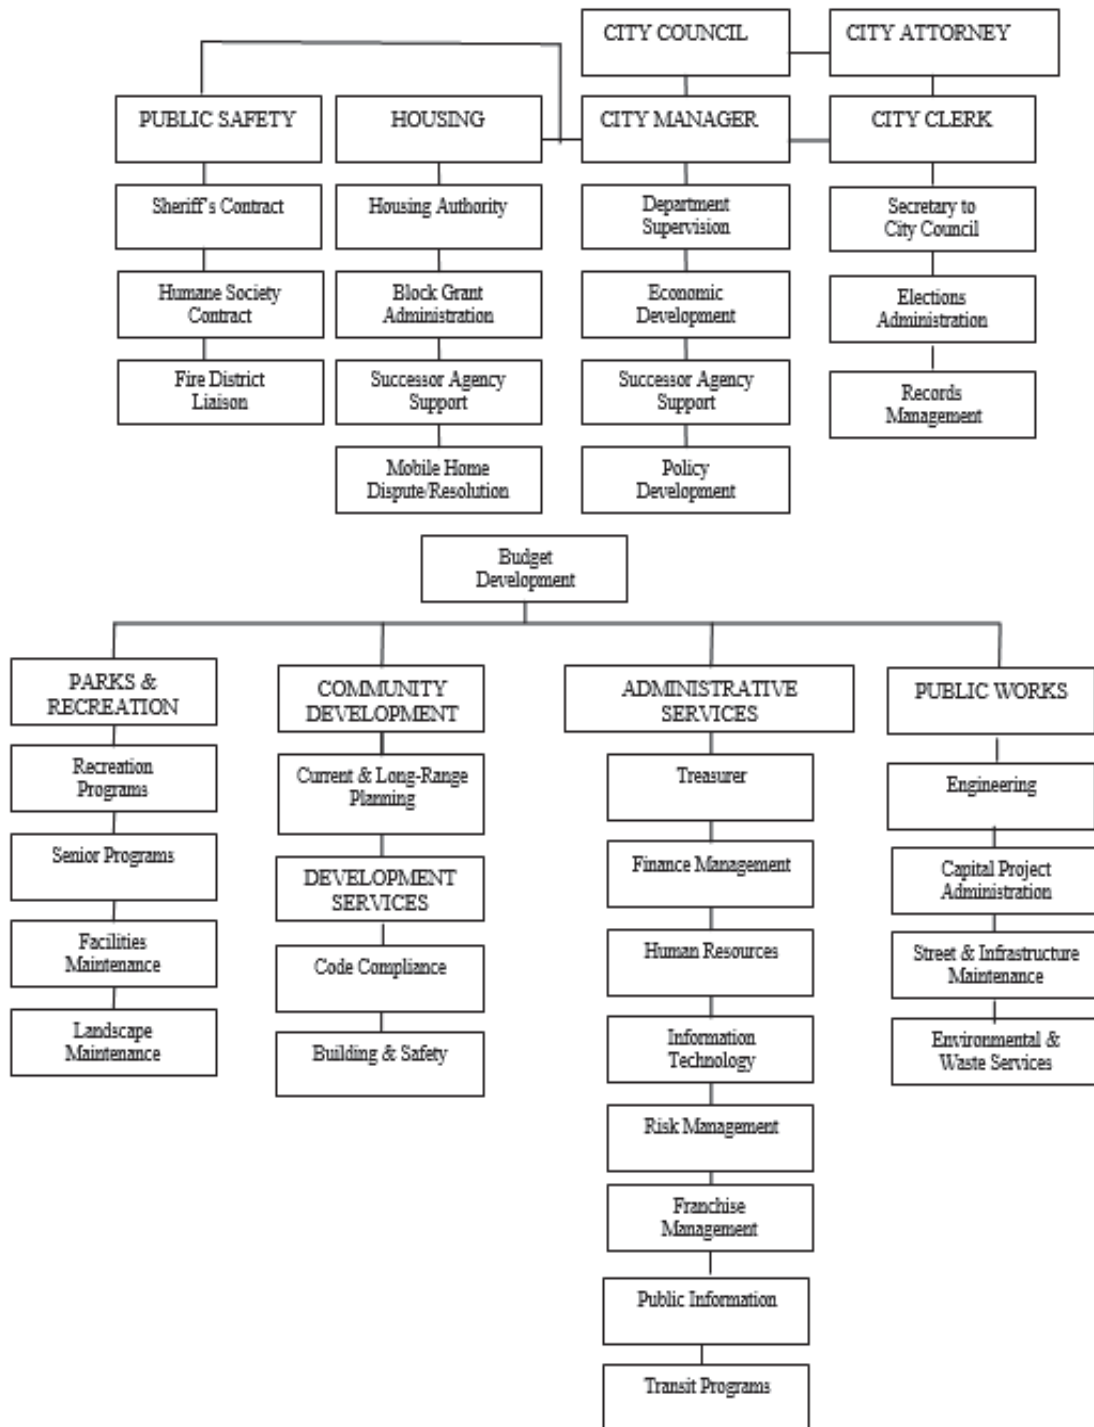 CITY COUNCIL
CITY ATTORNEY
PUBLIC SAFETY
HOUSING
CITY MANAGER
CITY CLERK
Sheriff's Contract
Housing Authority
Department
Supervision
Secretary to
City Council
Humane Society
Contract
Block Grant
Administration
Economic
Development
Elections
Administration
Fire District
Liaison
Successor Agency
Support
Successor Agency
Support
Records
Management
Mobile Home
Dispute/Resolution
Policy
Development
Budget
Development
PARKS &
RECREATION
COMMUNITY
DEVELOPMENT
ADMINISTRATIVE
SERVICES
PUBLIC WORKS
Recreation
Programs
Current & Long-Range
Planning
Treasurer
Engineering
Senior Programs
DEVELOPMENT
SERVICES
Finance Management
Capital Project
Administration
Facilities
Maintenance
Code Compliance
Human Resources
Street & Infrastructure
Maintenance
Landscape
Maintenance
Building & Safety
Information
Technology
Environmental &
Waste Services
Risk Management
Franchise
Management
Public Information
Transit Programs